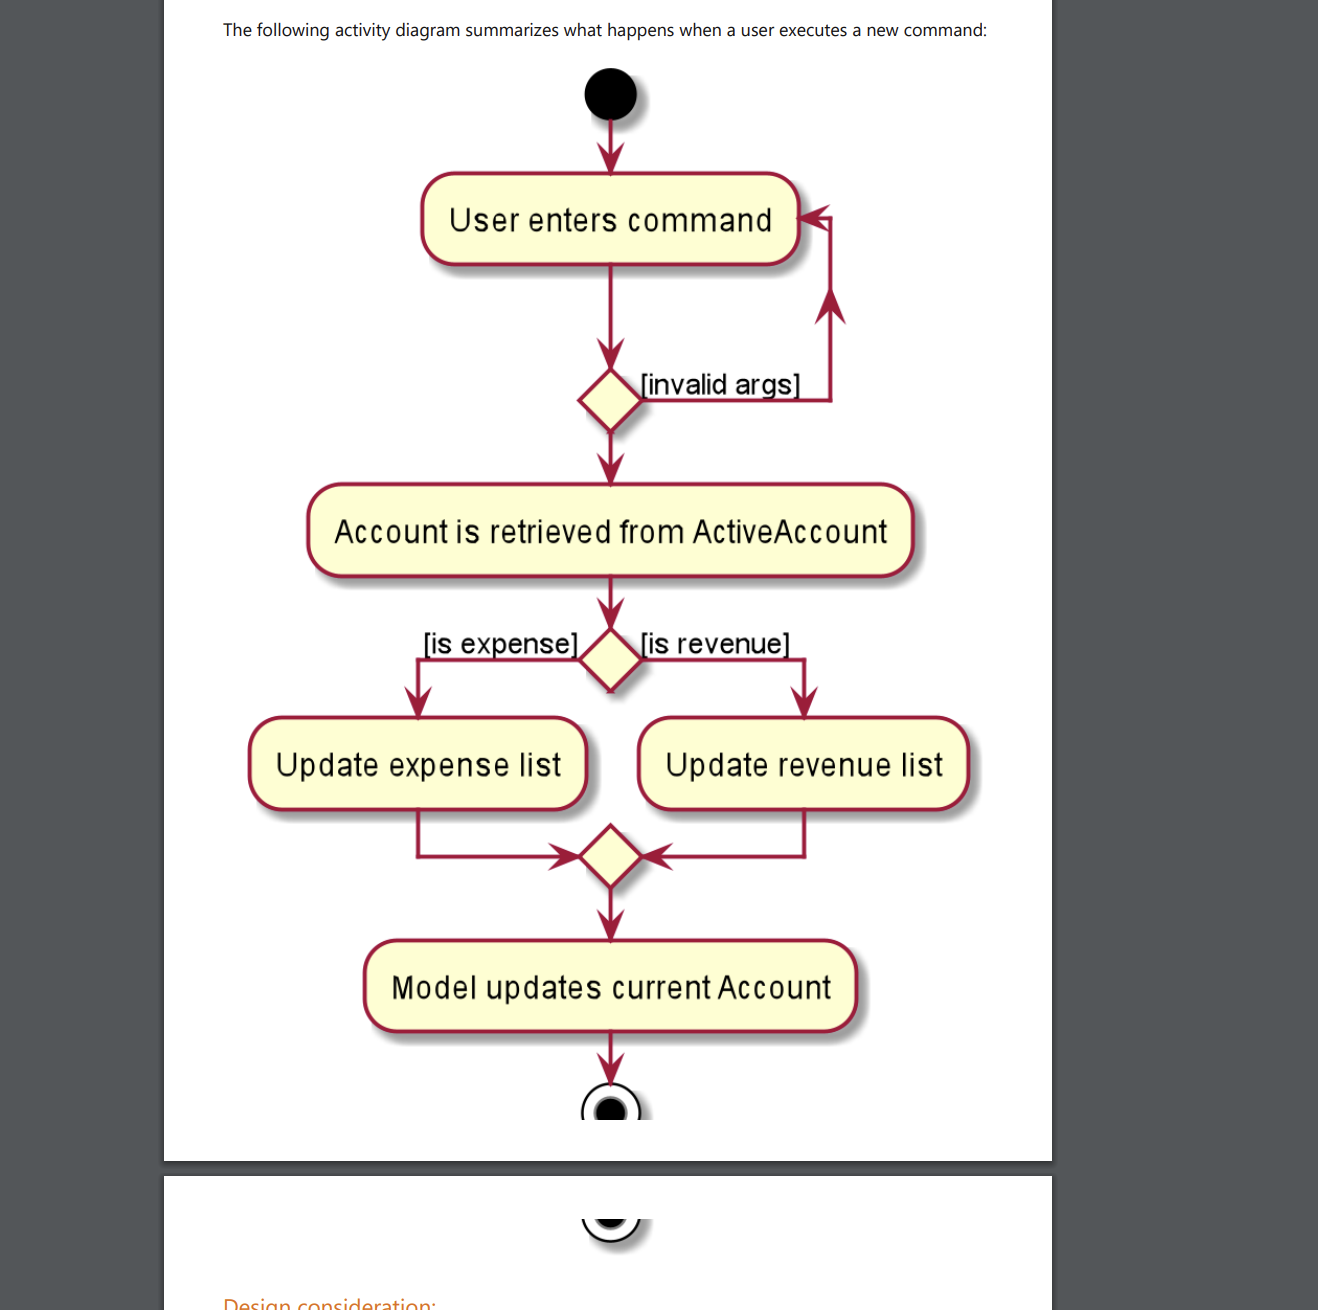 The following activity diagram summarizes what happens when a user executes a new command:
User enters command
[invalid args]
Account is retrieved from ActiveAccount
[is expense] [is revenue]
Update expense list
Update revenue list
Model updates current Account
Design consideration: